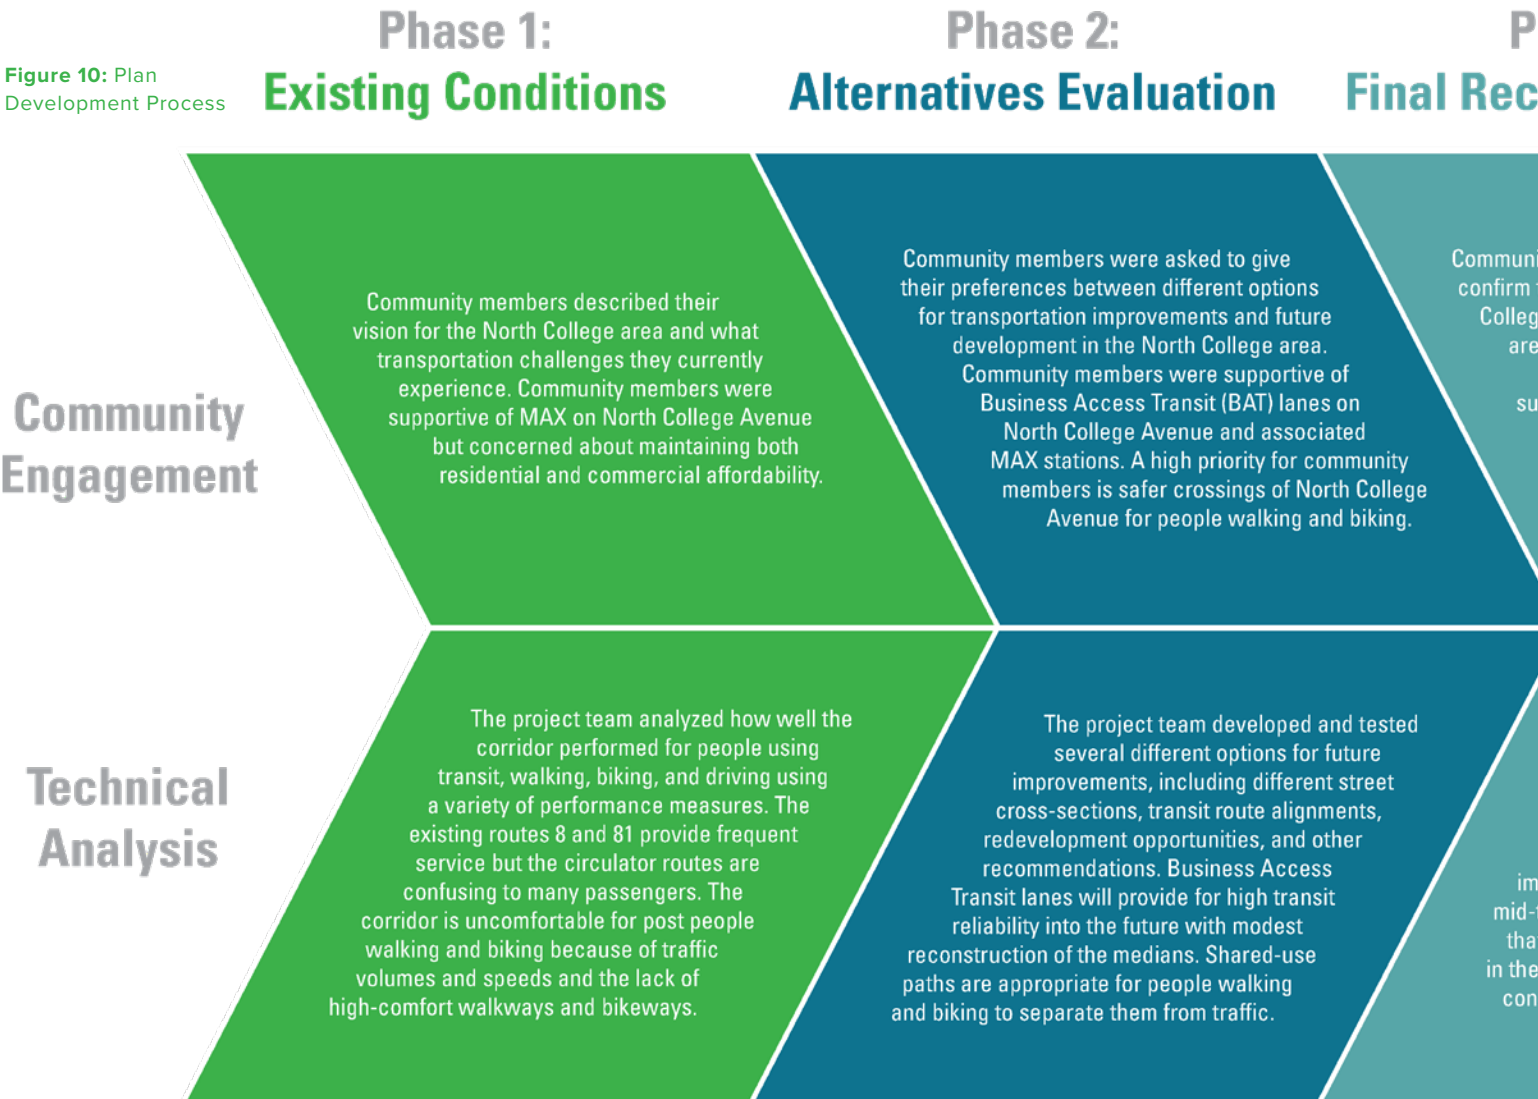 Phase 1:
Phase 2:
P
Figure 10: Plan
Development Process
Existing Conditions
Alternatives Evaluation
Final Rec
Community
Engagement
Community members described their
vision for the North College area and what
transportation challenges they currently
experience. Community members were
supportive of MAX on North College Avenue
but concerned about maintaining both
residential and commercial affordability.
Community members were asked to give
their preferences between different options
for transportation improvements and future
development in the North College area.
Community members were supportive of
Business Access Transit (BAT) lanes on
North College Avenue and associated
MAX stations. A high priority for community
members is safer crossings of North College
Avenue for people walking and biking.
Communi
confirm
Colleg
are
su
Technical
Analysis
The project team analyzed how well the
corridor performed for people using
transit, walking, biking, and driving using
a variety of performance measures. The
existing routes 8 and 81 provide frequent
service but the circulator routes are
confusing to many passengers. The
corridor is uncomfortable for post people
walking and biking because of traffic
volumes and speeds and the lack of
high-comfort walkways and bikeways.
The project team developed and tested
several different options for future
improvements, including different street
cross-sections, transit route alignments,
redevelopment opportunities, and other
recommendations. Business Access
Transit lanes will provide for high transit
reliability into the future with modest
reconstruction of the medians. Shared-use
paths are appropriate for people walking
and biking to separate them from traffic.
im
mid-
tha
in the
con